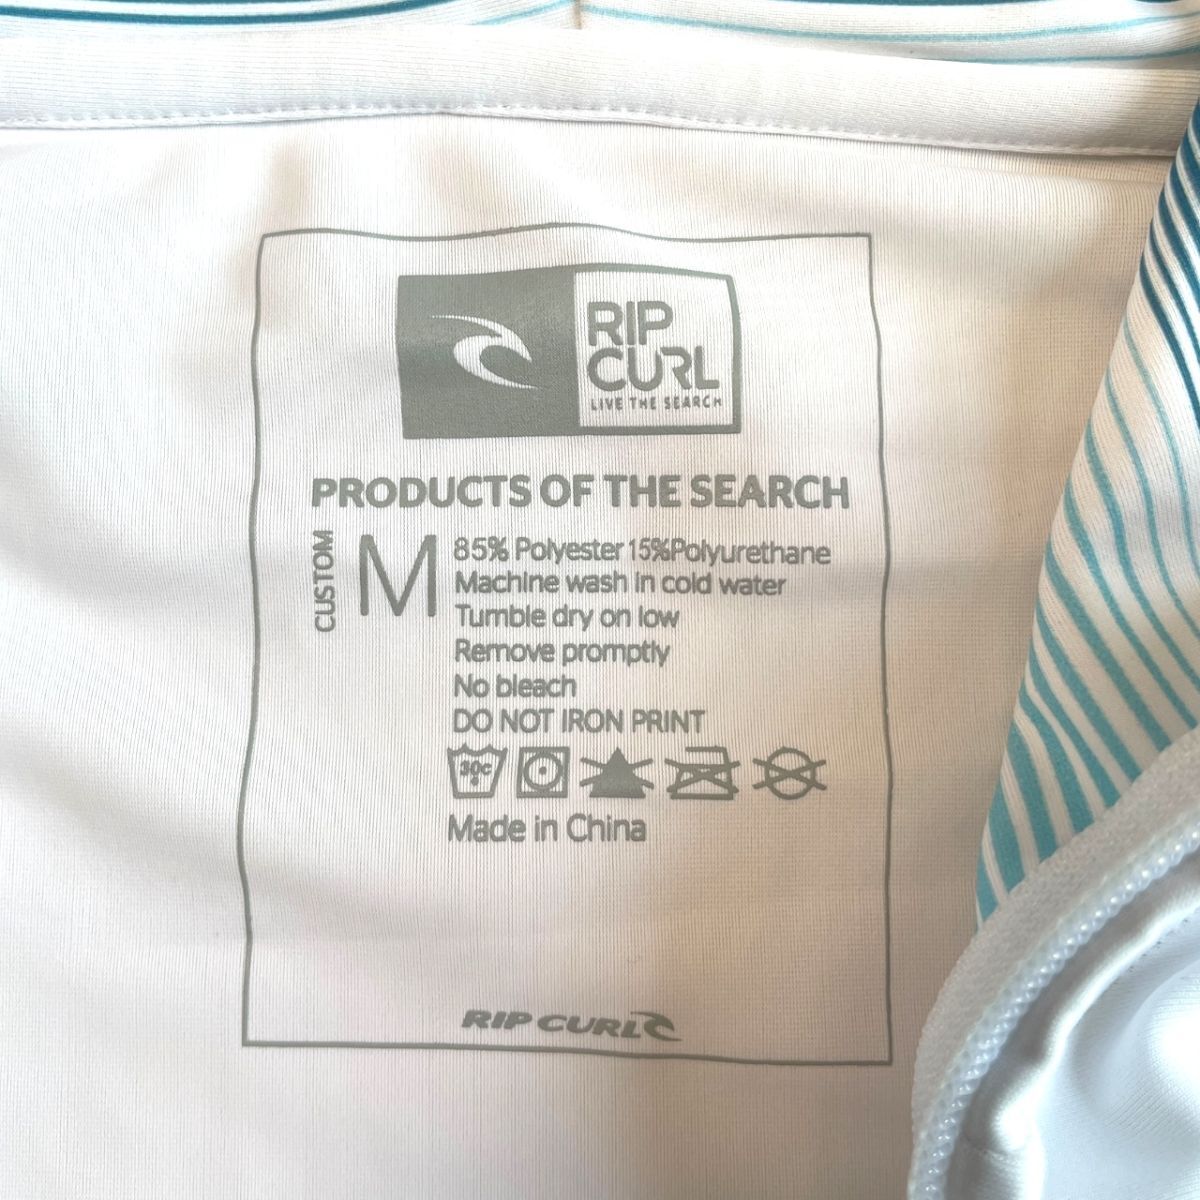 RIP
CURL
LIVE THE SEARCH
PRODUCTS OF THE SEARCH
CUSTOM
M
85% Polyester 15%Polyurethane
Machine wash in cold water
Tumble dry on low
Remove promptly
No bleach
DO NOT IRON PRINT
30c
Made in China
RIP CURL